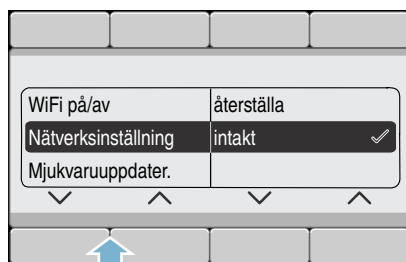 WiFi på/av återställa
Nätverksinställning intakt
Mjukvaruuppdater.